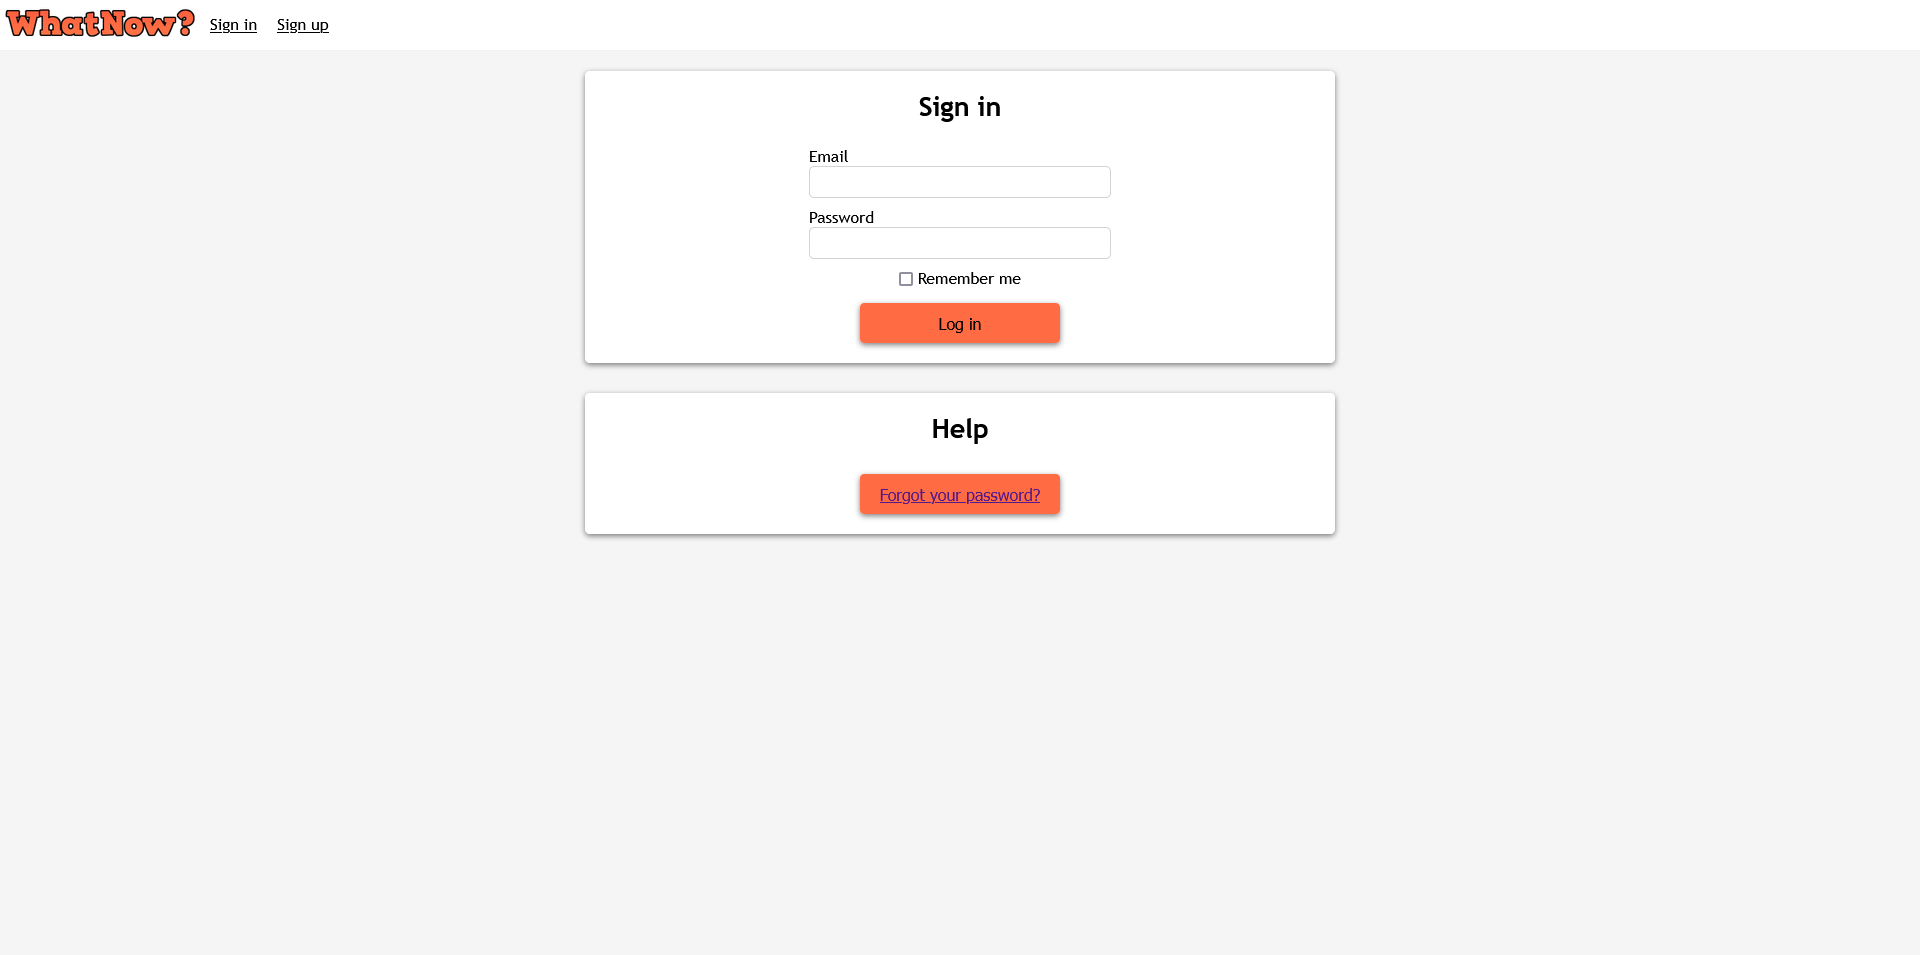 WhatNow? Sign in Sign up
Sign in
Email
Password
Remember me
Log in
Help
Forgot your password?